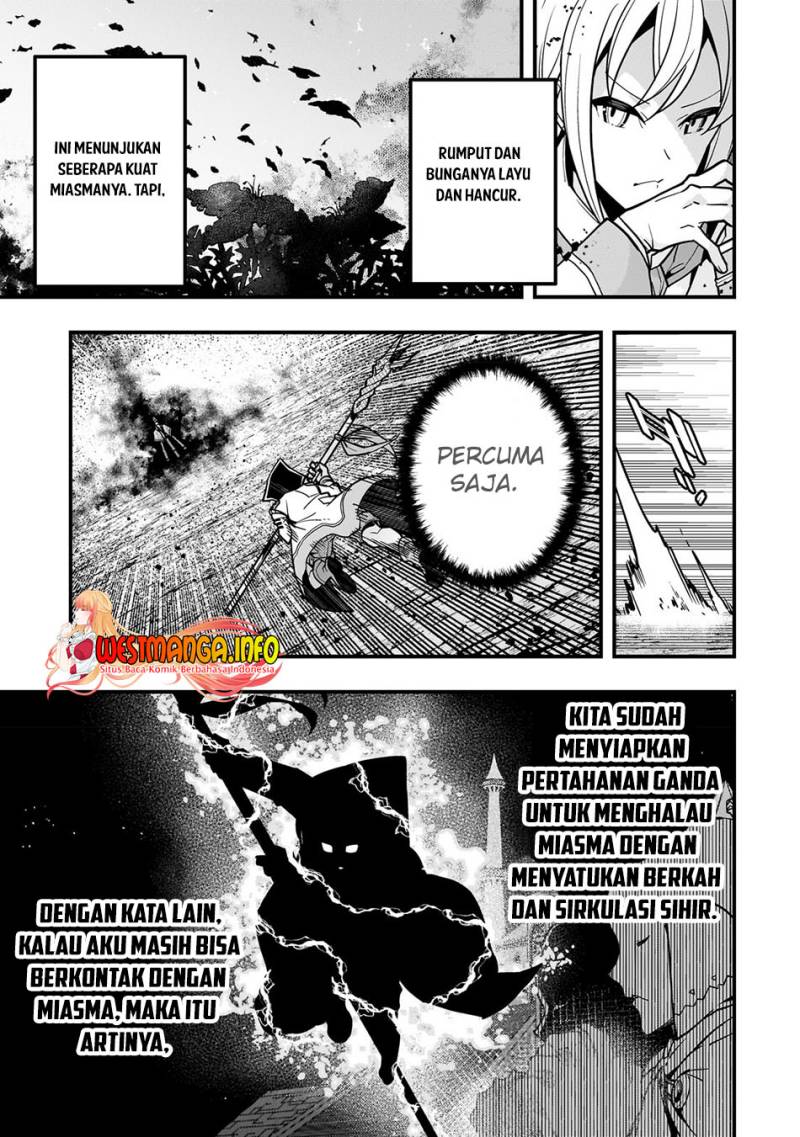 RUMPUT DAN
BUNGANYA LAYU
DAN HANCUR.
INI MENUNJUKAN
SEBERAPA KUAT
MIASMANYA. TAPI,
PERCUMA
SAJA.
WESTMANGA.INFO
Situs Baca Komik Berbahasa Indonesia
KITA SUDAH
MENYIAPKAN
PERTAHANAN GANDA
UNTUK MENGHALAU
MIASMA DENGAN
MENYATUKAN BERKAH
DAN SIRKULASI SIHIR.
DENGAN KATA LAIN,
KALAU AKU MASIH BISA
BERKONTAK DENGAN
MIASMA, MAKA ITU
ARTINYA,